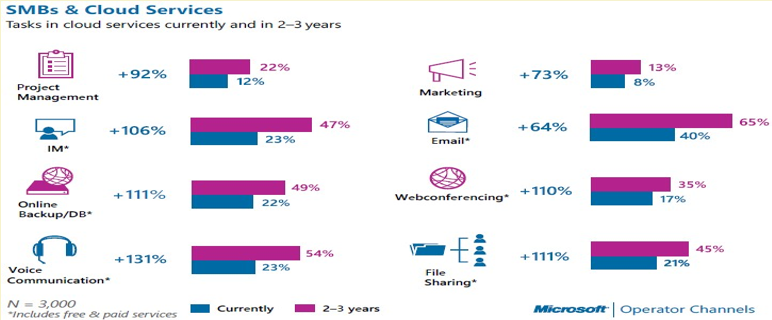 SMBs & Cloud Services
Tasks in cloud services currently and in 2–3 years
Project
Management
+92%
22%
12%
Marketing
+73%
13%
8%
IM*
+106%
47%
23%
Email*
+64%
65%
40%
Online
Backup/DB*
+111%
49%
22%
Webconferencing*
+110%
35%
17%
Voice
Communication*
+131%
54%
23%
File
Sharing*
+111%
45%
21%
N = 3,000
*Includes free & paid services
Currently
2–3 years
Microsoft | Operator Channels